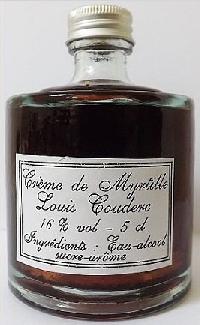 Crème de Myrtille
Louis Couderc
16 % vol - 5 cl
Ingrédients : Eau-alcool
sucre-arôme